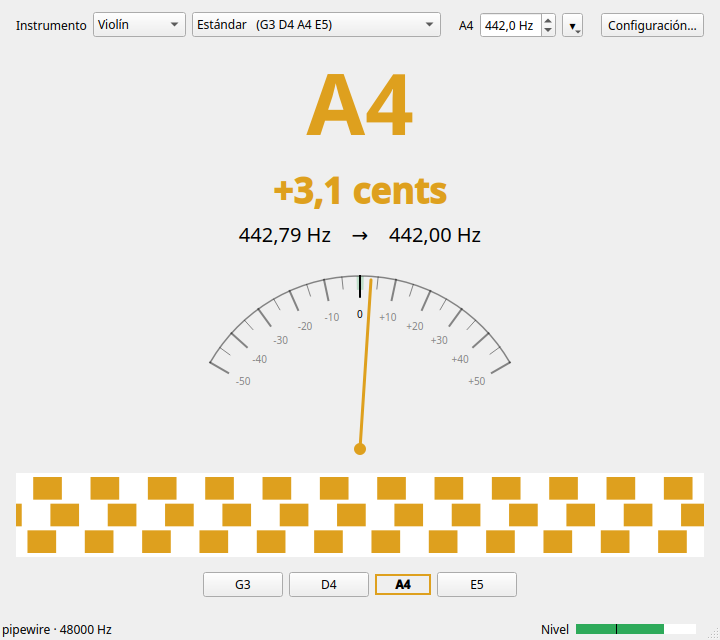 Instrumento Violín Estándar (G3 D4 A4 E5) A4 442,0 Hz Configuración...
A4
+3,1 cents
442,79 Hz → 442,00 Hz
-50 -40 -30 -20 -10 0 +10 +20 +30 +40 +50
G3 D4 A4 E5
pipewire · 48000 Hz Nivel